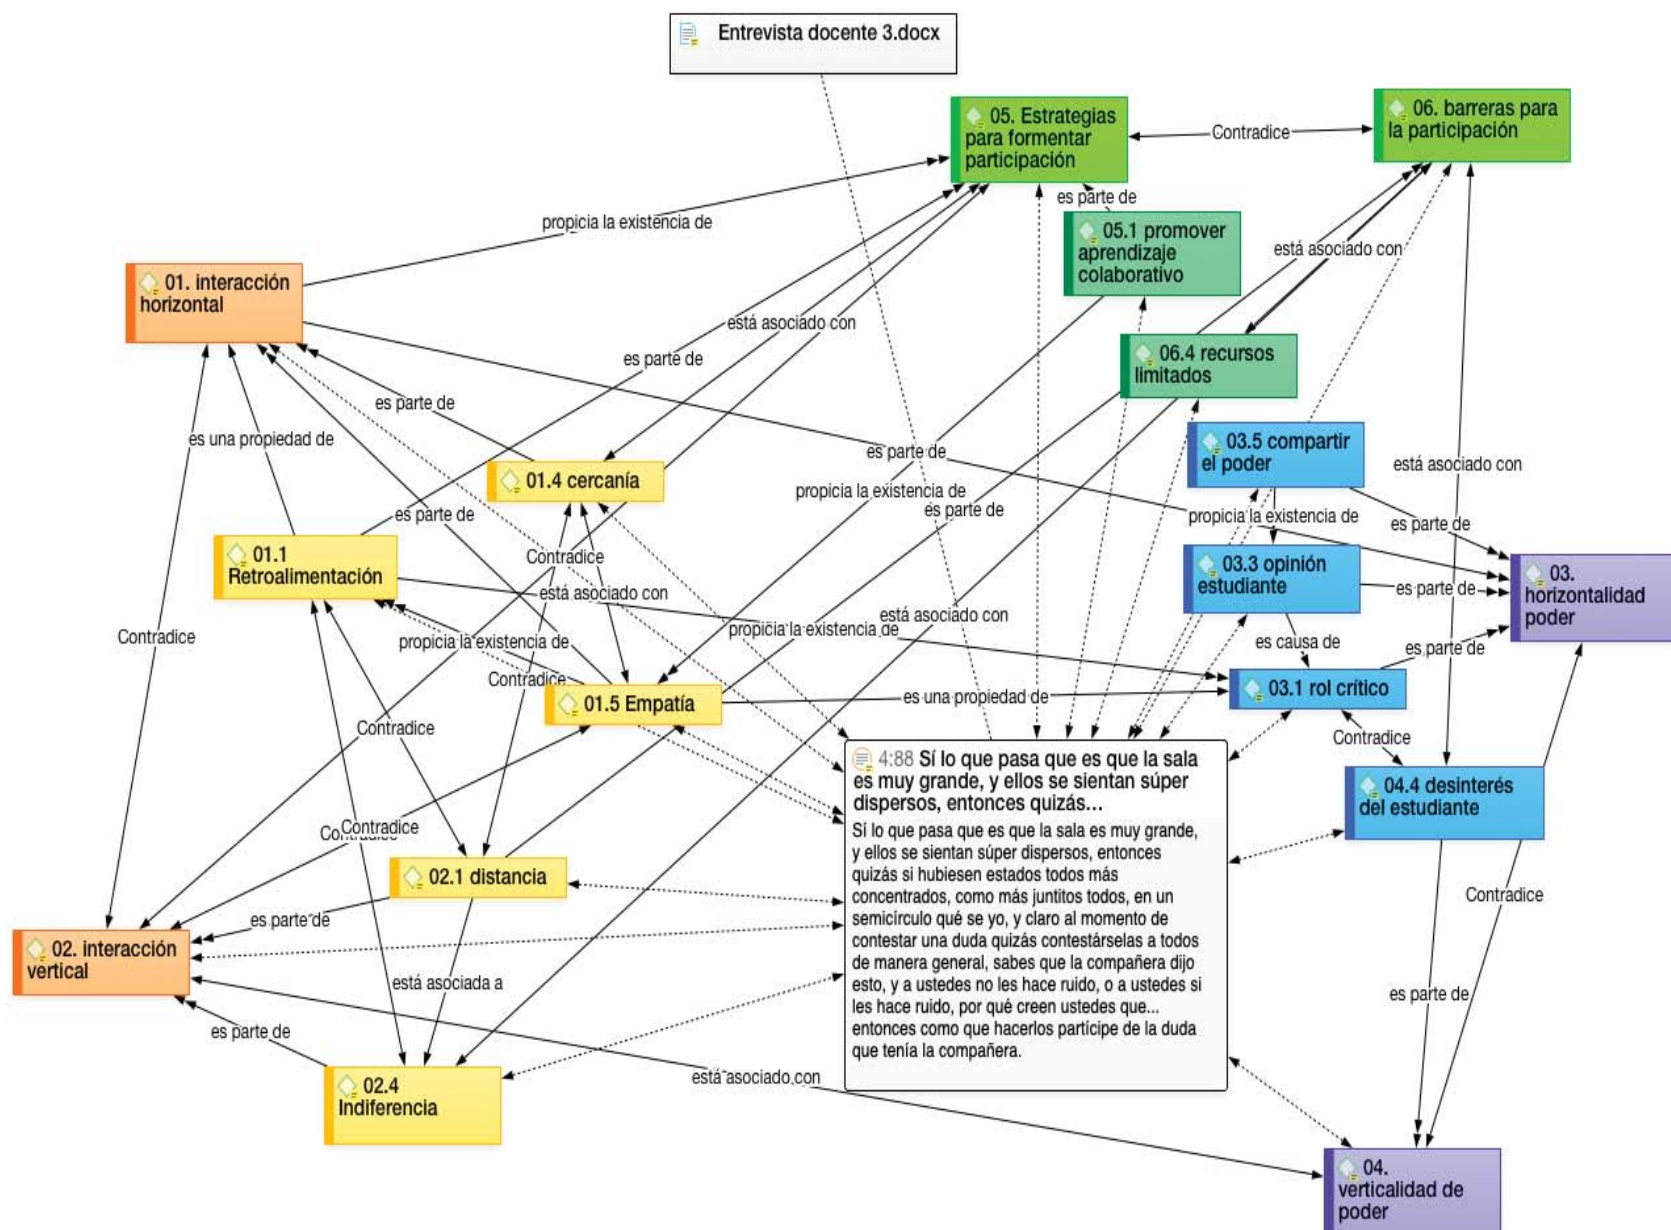 Entrevista docente 3.docx
05. Estrategias
para formentar
participación
Contradice
06. barreras para
la participación
es parte de
05.1 promover
aprendizaje
colaborativo
propicia la existencia de
está asociado con
01. interacción
horizontal
está asociado con
es parte de
06.4 recursos
limitados
es parte de
es una propiedad de
03.5 compartir
el poder
es parte de
está asociado con
01.4 cercanía
propicia la existencia de
es parte de
es parte de
propicia la existencia de
es parte de
01.1
Retroalimentación
Contradice
03.3 opinión
estudiante
03.
horizontalidad
poder
es parte de
está asociado con
está asociado con
Contradice
propicia la existencia de
propicia la existencia de
es causa de
es parte de
Contradice
01.5 Empatía
es una propiedad de
03.1 rol crítico
Contradice
Contradice
4:88 Sí lo que pasa que es que la sala
es muy grande, y ellos se sientan súper
dispersos, entonces quizás...
Sí lo que pasa que es que la sala es muy grande,
y ellos se sientan súper dispersos, entonces
quizás si hubiesen estados todos más
concentrados, como más juntitos todos, en un
semicírculo qué se yo, y claro al momento de
contestar una duda quizás contestárselas a todos
de manera general, sabes que la compañera dijo
esto, y a ustedes no les hace ruido, o a ustedes si
les hace ruido, por qué creen ustedes que...
entonces como que hacerlos partícipe de la duda
que tenía la compañera.
04.4 desinterés
del estudiante
Contradice
Contradice
02.1 distancia
Contradice
es parte de
02. interacción
vertical
está asociada a
es parte de
es parte de
está asociado con
02.4
Indiferencia
04.
verticalidad de
poder